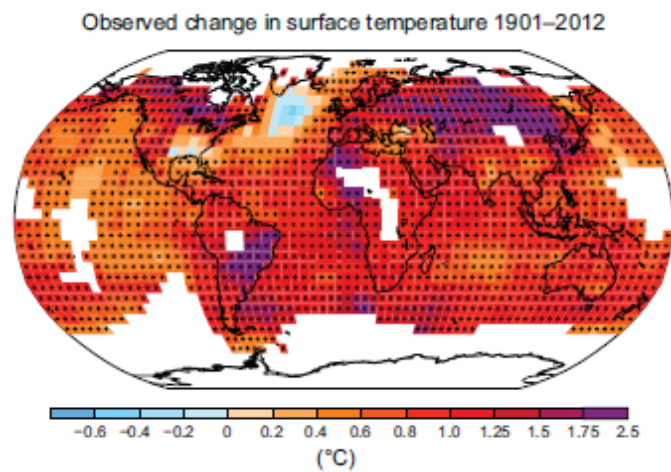 Observed change in surface temperature 1901–2012
−0.6 −0.4 −0.2 0 0.2 0.4 0.6 0.8 1.0 1.25 1.5 1.75 2.5
(°C)